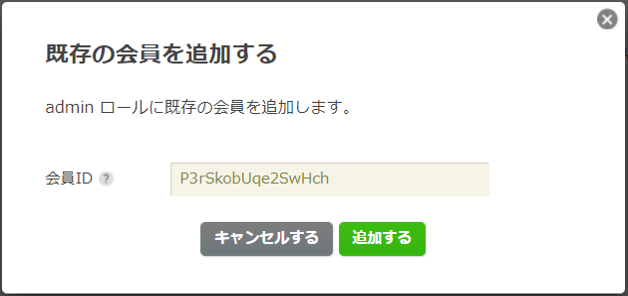 既存の会員を追加する
admin ロールに既存の会員を追加します。
会員ID ?
P3rSkobUqe2SwHch
キャンセルする
追加する